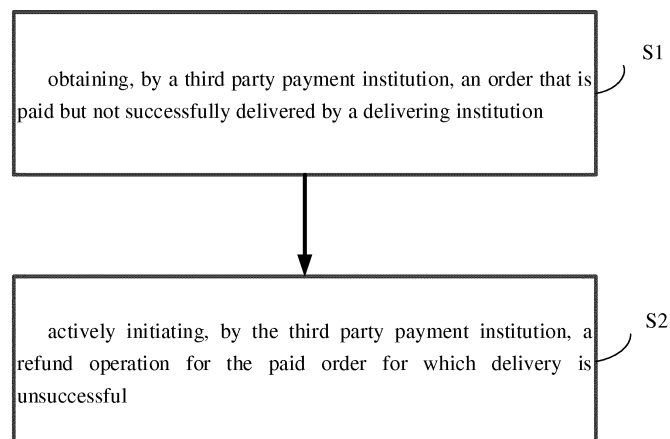 S1
obtaining, by a third party payment institution, an order that is
paid but not successfully delivered by a delivering institution
S2
actively initiating, by the third party payment institution, a
refund operation for the paid order for which delivery is
unsuccessful